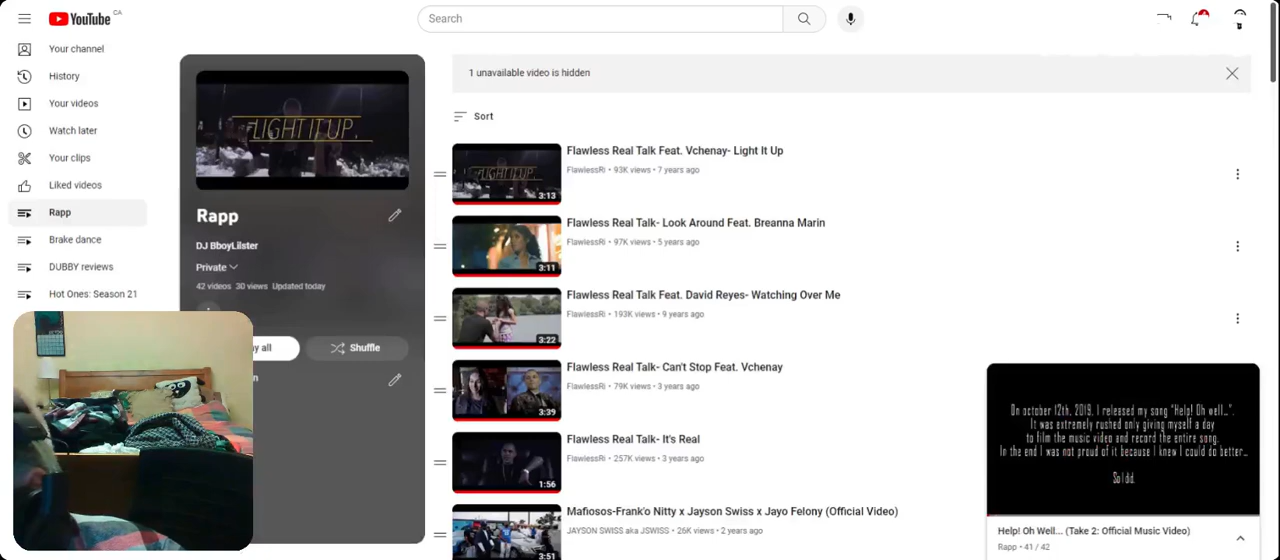 YouTube CA
Search
Your channel
History
Your videos
Watch later
Your clips
Liked videos
Rapp
Brake dance
DUBBY reviews
Hot Ones: Season 21
LIGHT IT UP.
Rapp
DJ BboyLilster
Private
42 videos 30 views Updated today
all
Shuffle
1 unavailable video is hidden
Sort
LIGHT IT UP.
3:13
Flawless Real Talk Feat. Vchenay- Light It Up
FlawlessRi • 93K views • 7 years ago
3:11
Flawless Real Talk- Look Around Feat. Breanna Marin
FlawlessRi • 97K views • 5 years ago
3:22
Flawless Real Talk Feat. David Reyes- Watching Over Me
FlawlessRi • 193K views • 9 years ago
3:39
Flawless Real Talk- Can't Stop Feat. Vchenay
FlawlessRi • 79K views • 3 years ago
1:56
Flawless Real Talk- It's Real
FlawlessRi • 257K views • 3 years ago
3:51
Mafiosos-Frank'o Nitty x Jayson Swiss x Jayo Felony (Official Video)
JAYSON SWISS aka JSWISS • 26K views • 2 years ago
On october 12th, 2019, I released my song "Help! Oh well...".
It was extremely rushed only giving myself a day
to film the music video and record the entire song.
In the end I was not proud of it because I knew I could do better...
So I did.
Help! Oh Well... (Take 2: Official Music Video)
Rapp • 41 / 42